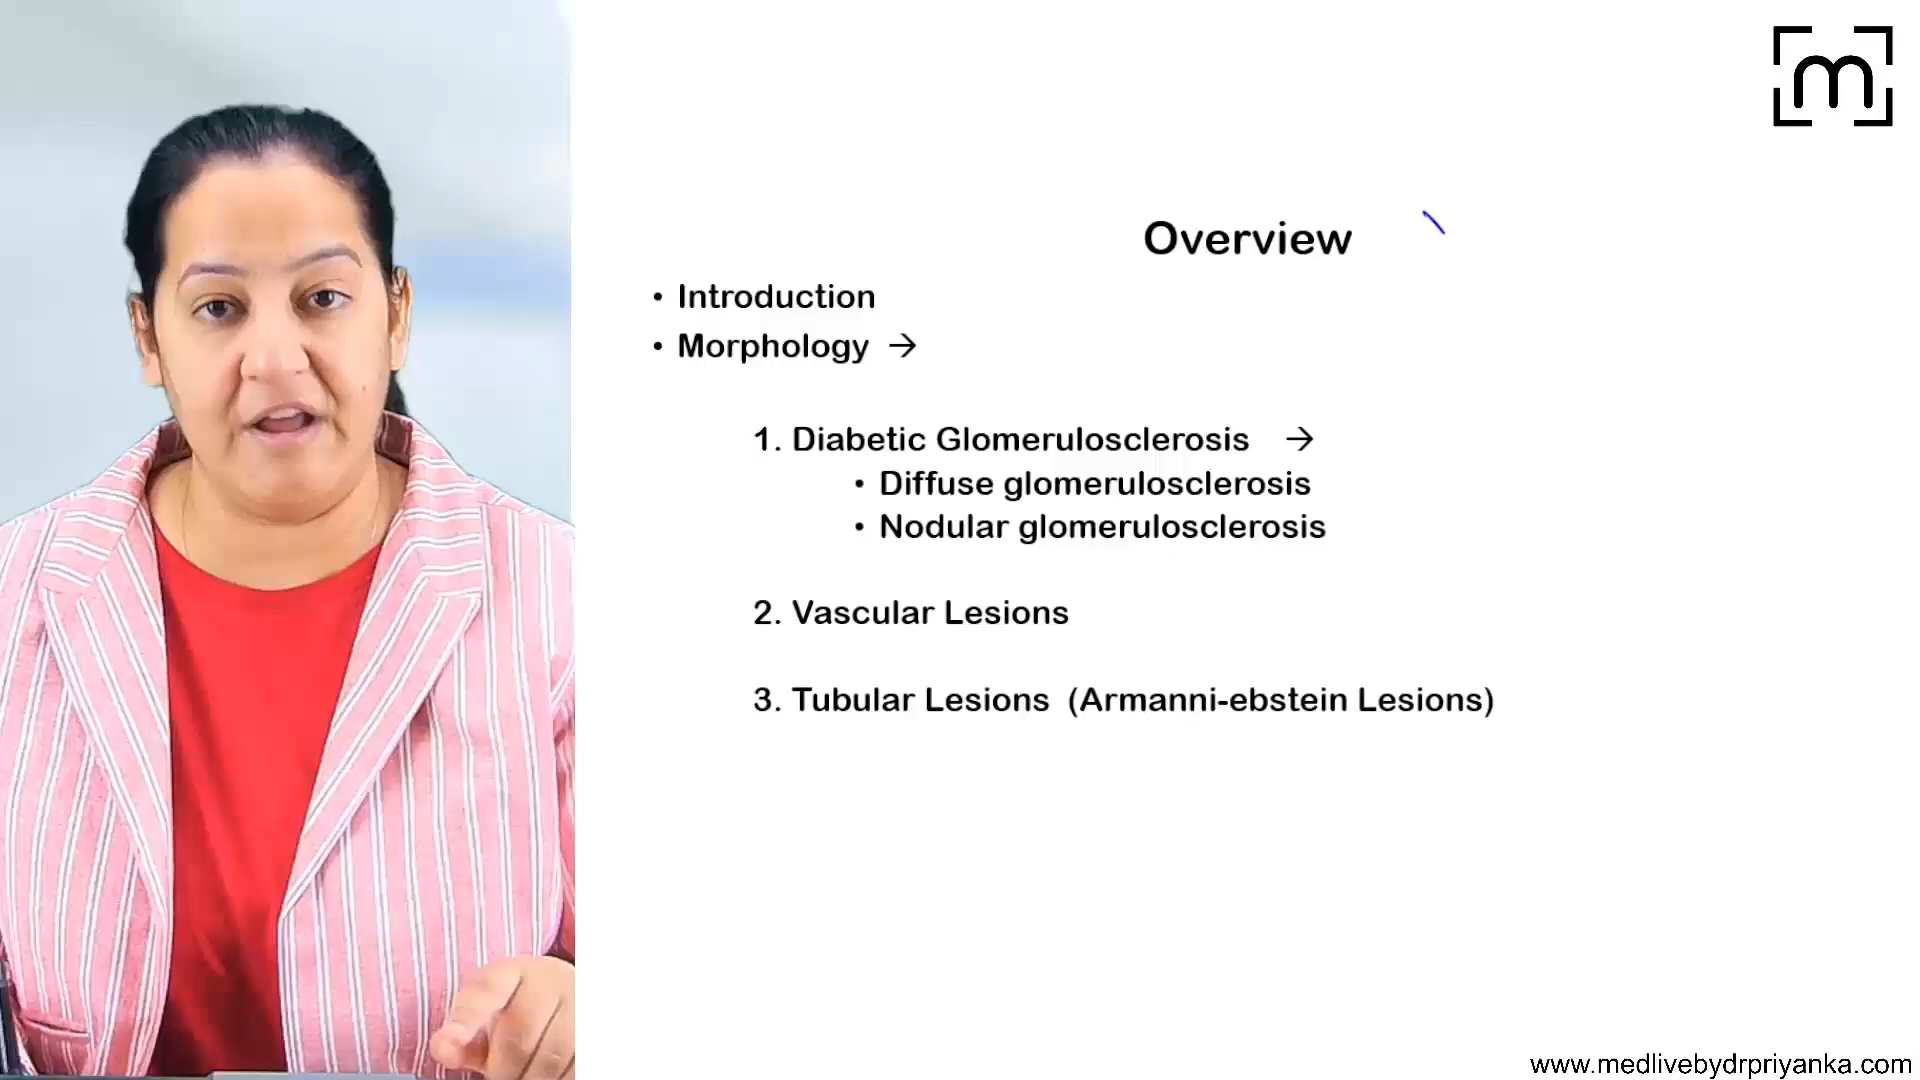 m
Overview
• Introduction
• Morphology →
1. Diabetic Glomerulosclerosis →
• Diffuse glomerulosclerosis
• Nodular glomerulosclerosis
2. Vascular Lesions
3. Tubular Lesions (Armanni-ebstein Lesions)
www.medlivebydrpriyanka.com